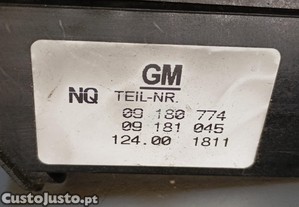 GM
NQ TEIL-NR.
09 180 774
09 181 045
124.00 1811
CustoJusto.pt